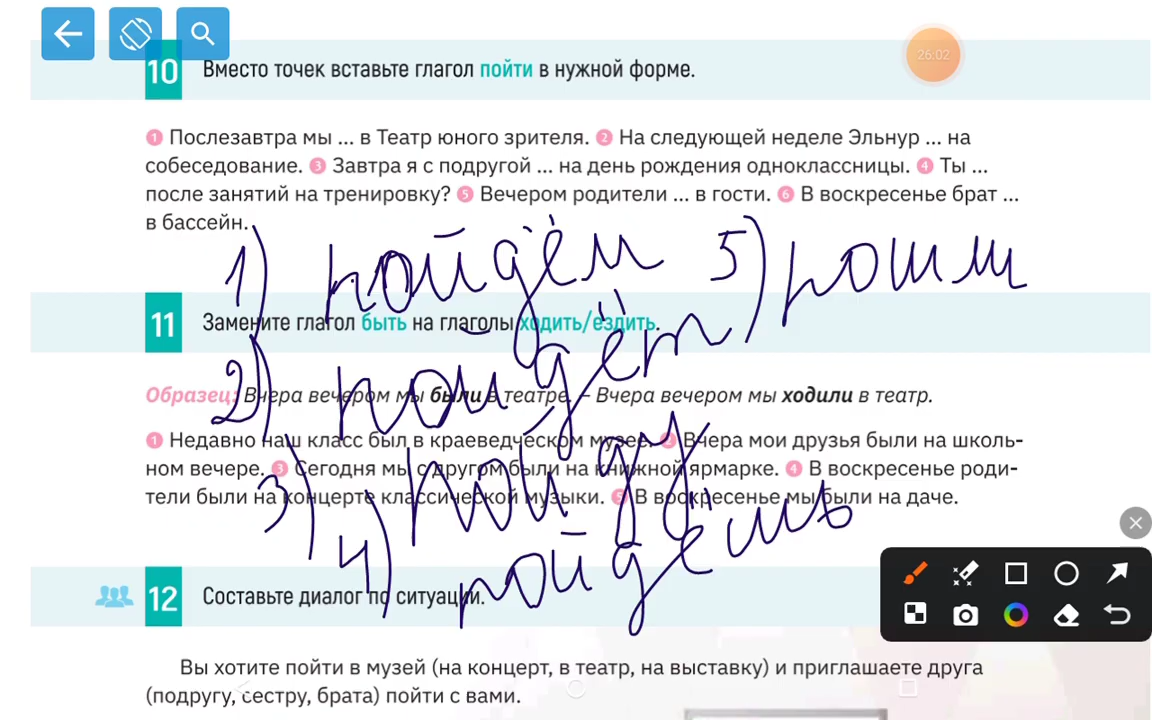 26:02
10 Вместо точек вставьте глагол пойти в нужной форме.
1 Послезавтра мы ... в Театр юного зрителя. 2 На следующей неделе Эльнур ... на
собеседование. 3 Завтра я с подругой ... на день рождения одноклассницы. 4 Ты ...
после занятий на тренировку? 5 Вечером родители ... в гости. 6 В воскресенье брат ...
в бассейн.
1) пойдём 5) пошли
11 Замените глагол быть на глаголы ходить/ездить.
2) пойдёт
Образец: Вчера вечером мы были в театре. – Вчера вечером мы ходили в театр.
1 Недавно наш класс был в краеведческом музее. 2 Вчера мои друзья были на школь-
ном вечере. 3 Сегодня мы с другом были на книжной ярмарке. 4 В воскресенье роди-
тели были на концерте классической музыки. 5 В воскресенье мы были на даче.
3) пойду
4) пойдёшь
12 Составьте диалог по ситуации.
Вы хотите пойти в музей (на концерт, в театр, на выставку) и приглашаете друга
(подругу, сестру, брата) пойти с вами.